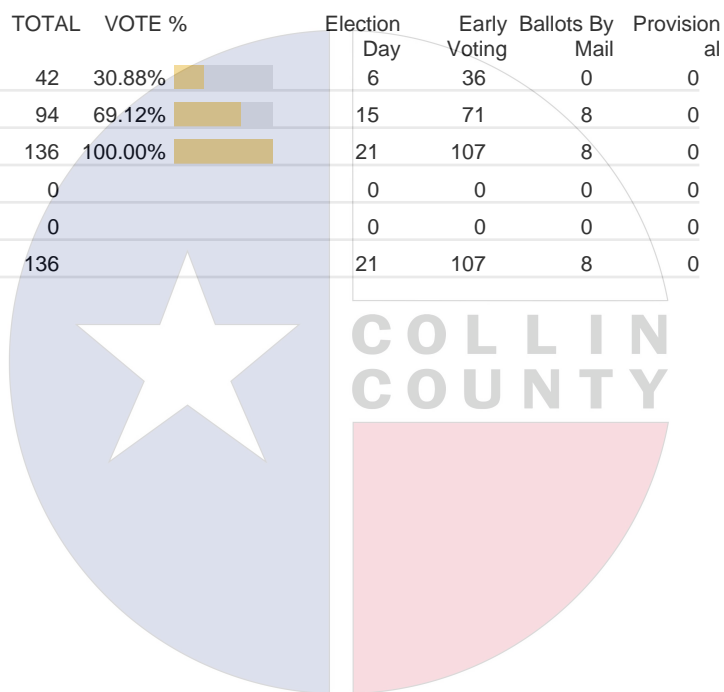 TOTAL VOTE % Election Day Early Voting Ballots By Mail Provisional
42 30.88% 6 36 0 0
94 69.12% 15 71 8 0
136 100.00% 21 107 8 0
0 0 0 0 0
0 0 0 0 0
136 21 107 8 0
COLLIN
COUNTY